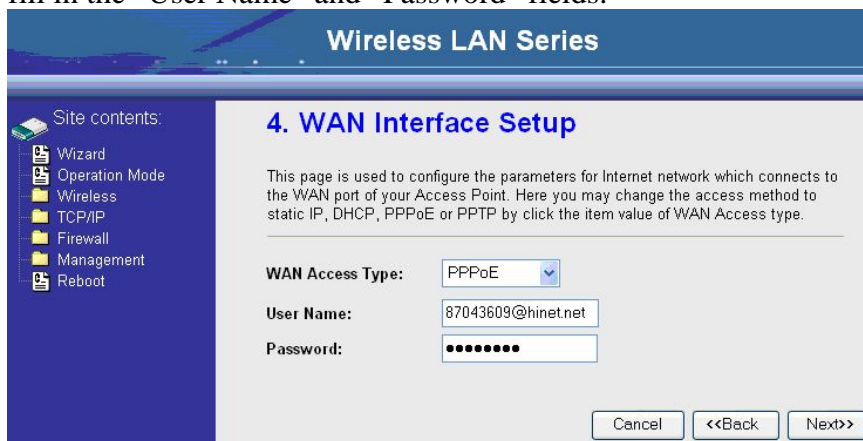 fill in the "User Name" and "Password" fields.
Wireless LAN Series
Site contents:
Wizard
Operation Mode
Wireless
TCP/IP
Firewall
Management
Reboot
4. WAN Interface Setup
This page is used to configure the parameters for Internet network which connects to
the WAN port of your Access Point. Here you may change the access method to
static IP, DHCP, PPPoE or PPTP by click the item value of WAN Access type.
WAN Access Type: PPPoE
User Name: 87043609@hinet.net
Password: ●●●●●●●●
Cancel <<Back Next>>